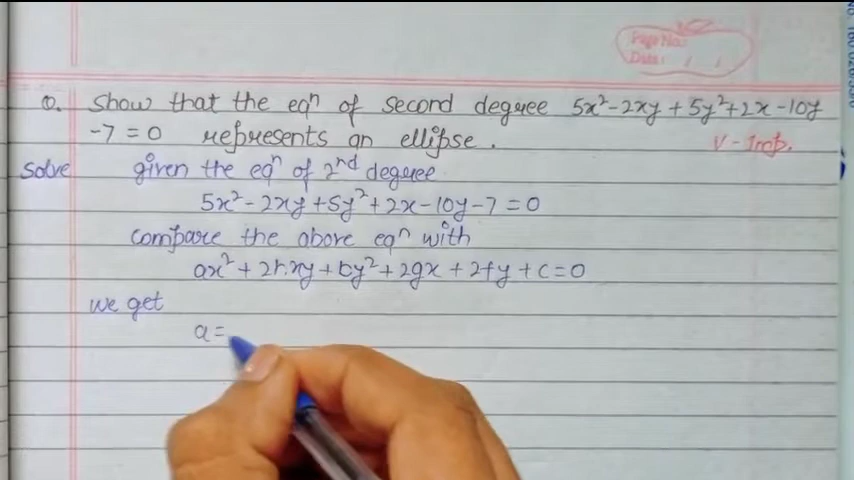 Page No.:
Date: / /
Q. Show that the eqⁿ of second degree 5x²-2xy+5y²+2x-10y
-7=0 represents an ellipse.
V-Imp.
Solve given the eqⁿ of 2ⁿᵈ degree
5x²-2xy+5y²+2x-10y-7=0
compare the above eqⁿ with
ax²+2hxy+by²+2gx+2fy+c=0
we get
a=